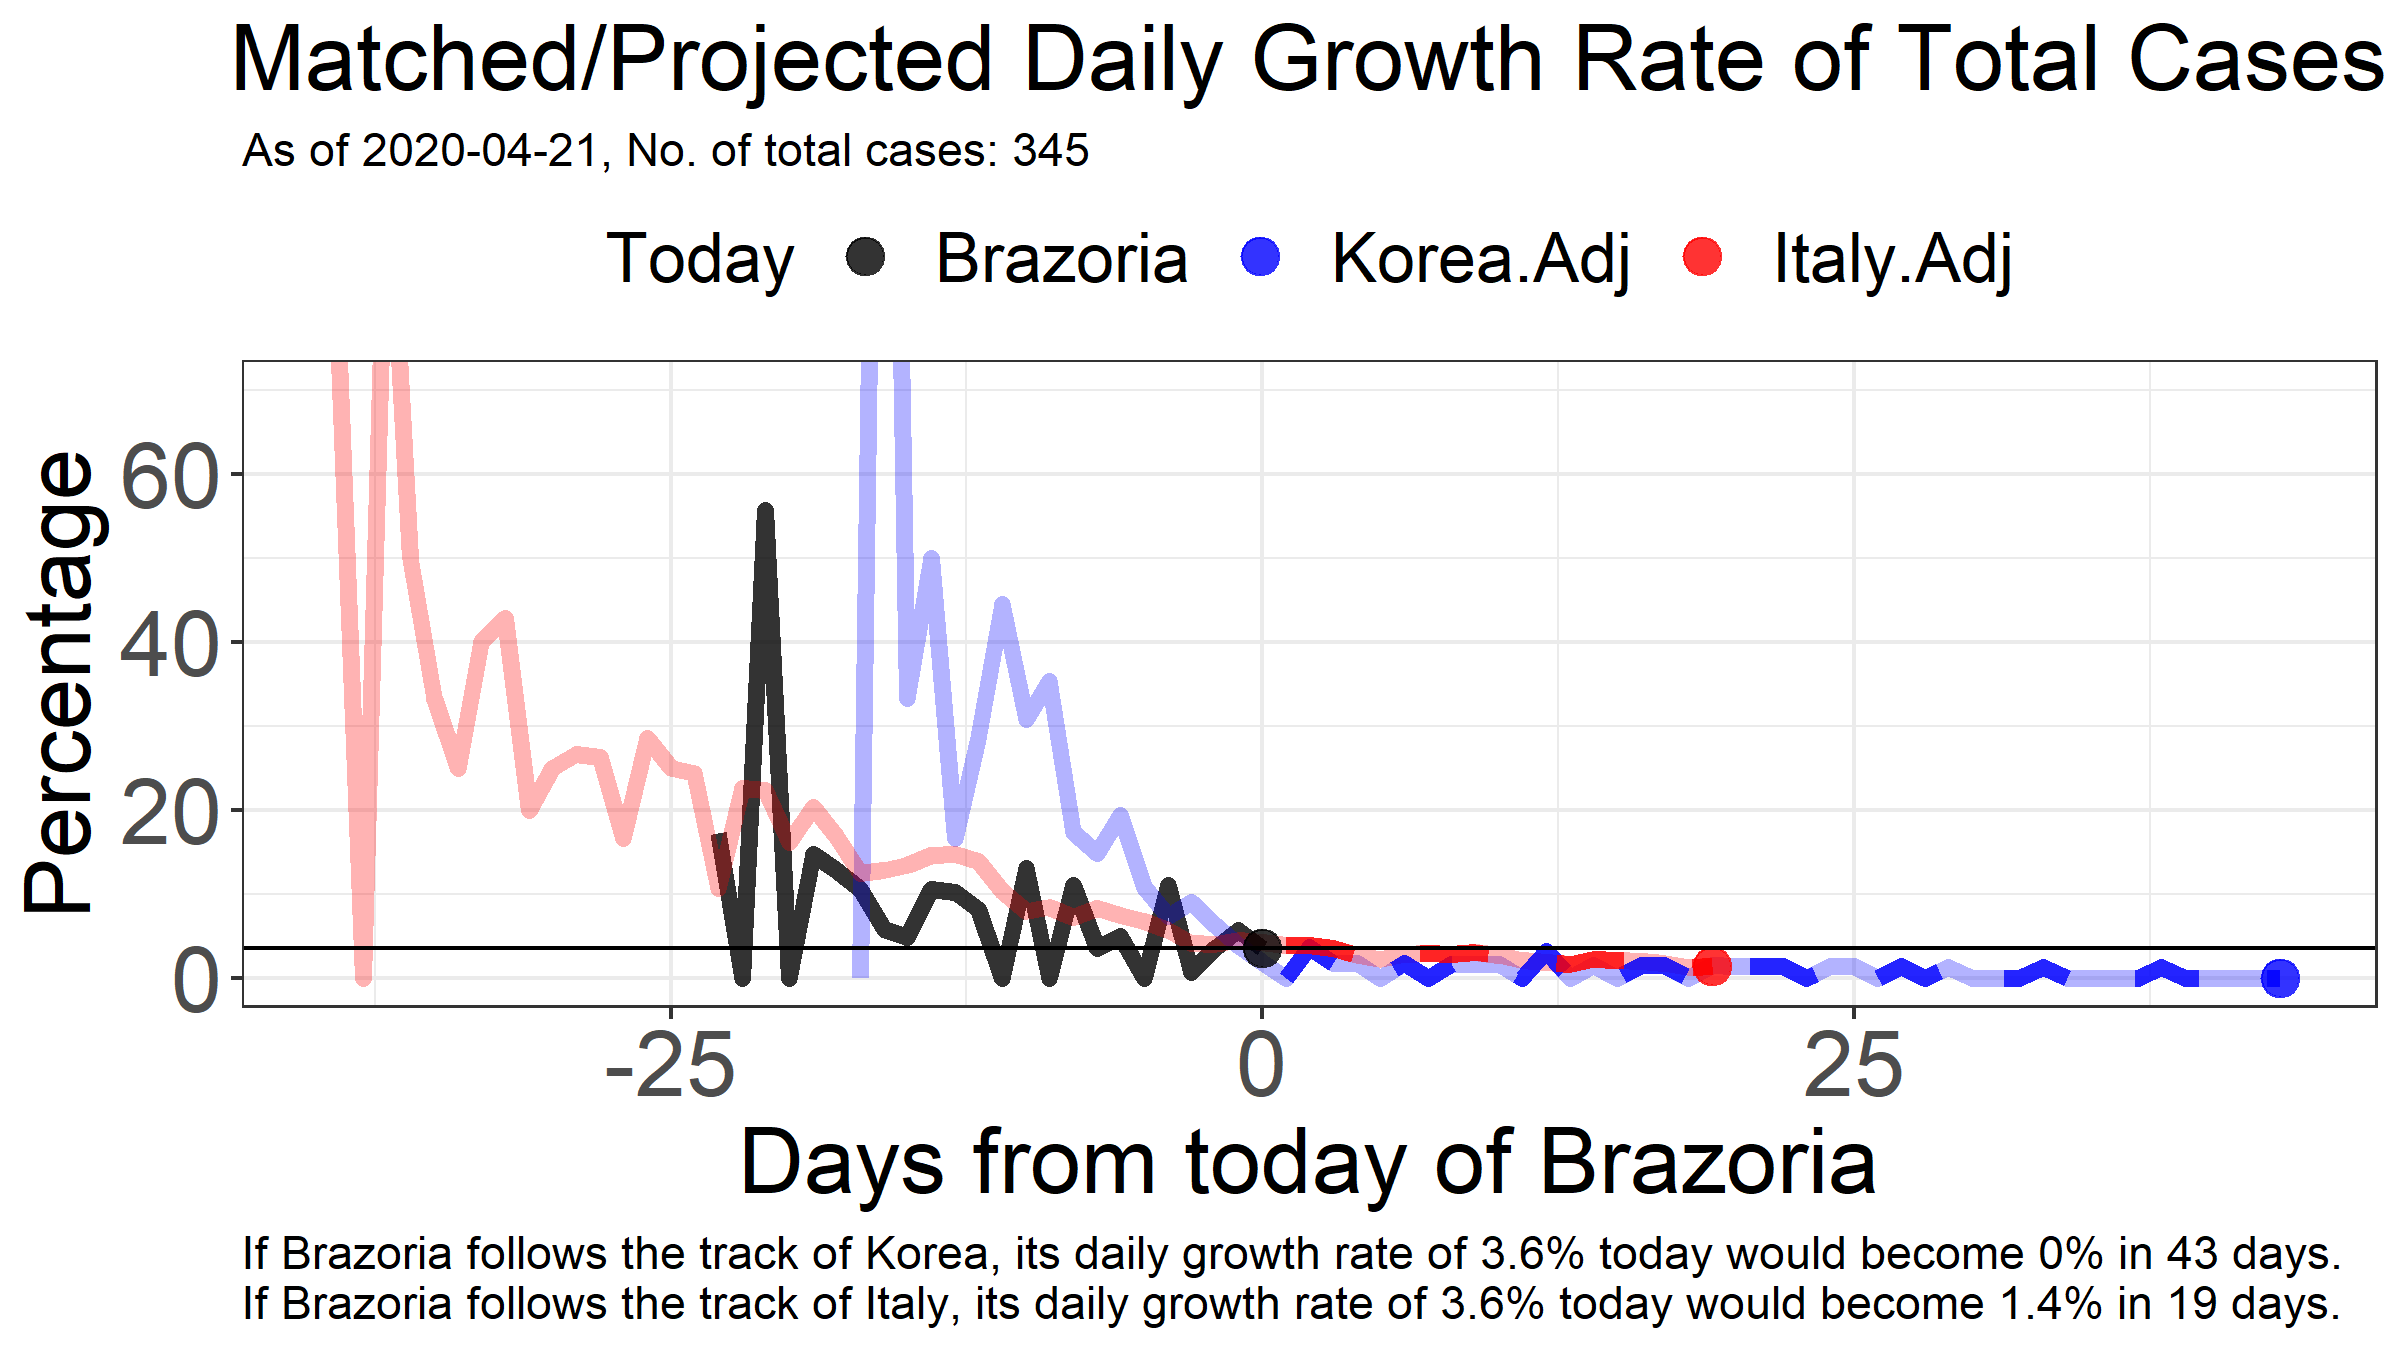 Matched/Projected Daily Growth Rate of Total Cases
As of 2020-04-21, No. of total cases: 345
Today Brazoria Korea.Adj Italy.Adj
Percentage
60
40
20
0
-25 0 25
Days from today of Brazoria
If Brazoria follows the track of Korea, its daily growth rate of 3.6% today would become 0% in 43 days.
If Brazoria follows the track of Italy, its daily growth rate of 3.6% today would become 1.4% in 19 days.